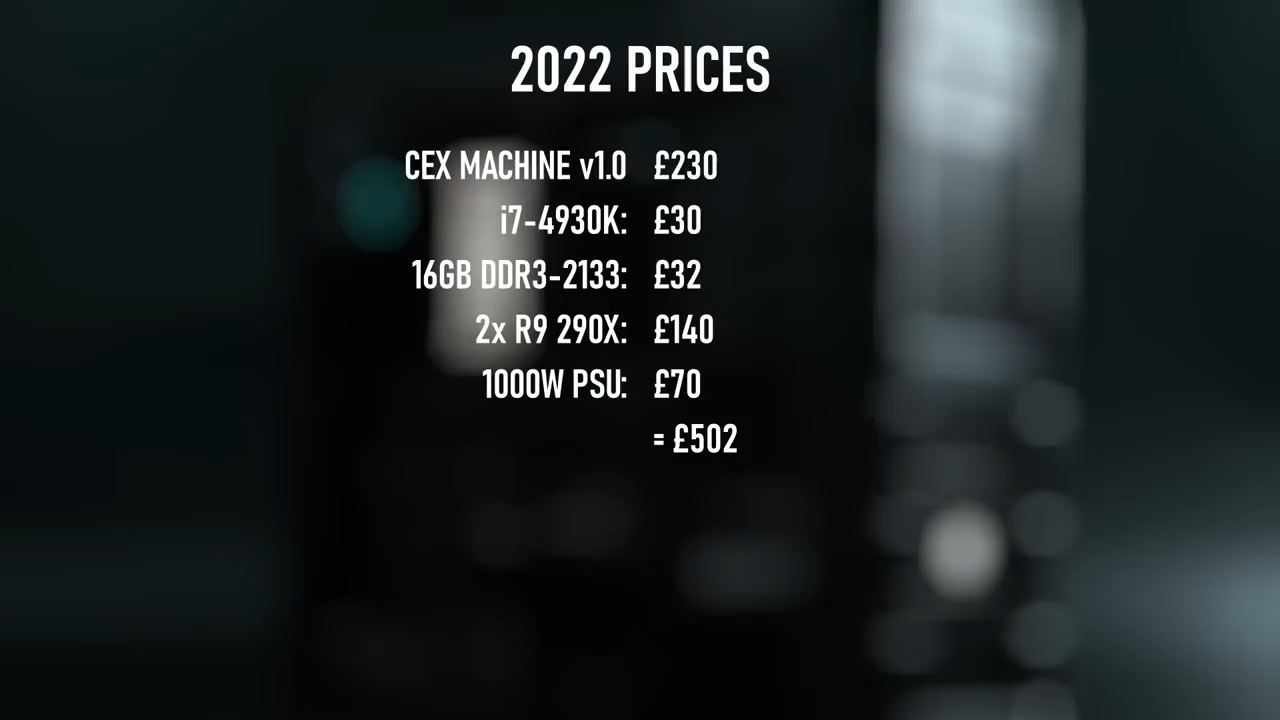 2022 PRICES
CEX MACHINE v1.0 £230
i7-4930K: £30
16GB DDR3-2133: £32
2x R9 290X: £140
1000W PSU: £70
= £502